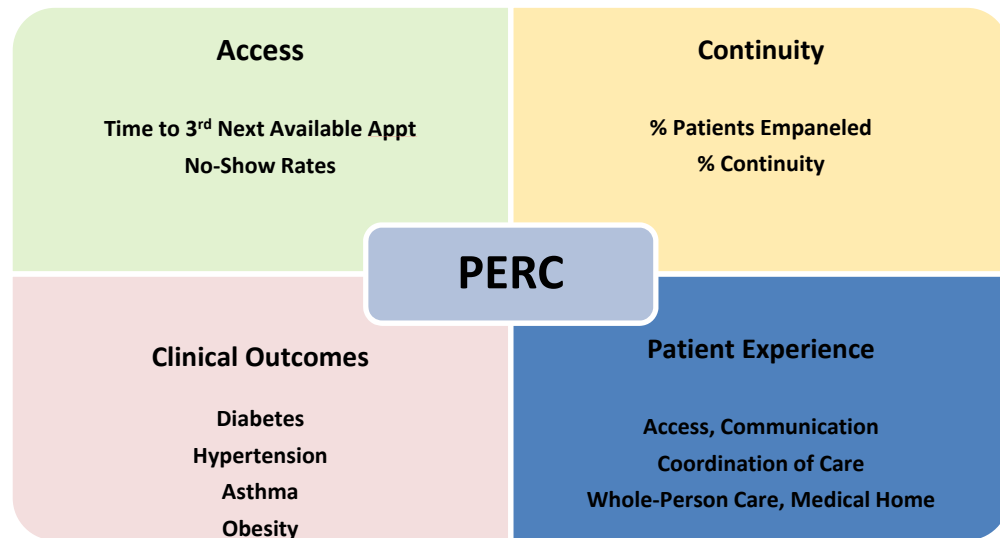 Access
Time to 3rd Next Available Appt
No-Show Rates
Continuity
% Patients Empaneled
% Continuity
PERC
Clinical Outcomes
Diabetes
Hypertension
Asthma
Obesity
Patient Experience
Access, Communication
Coordination of Care
Whole-Person Care, Medical Home